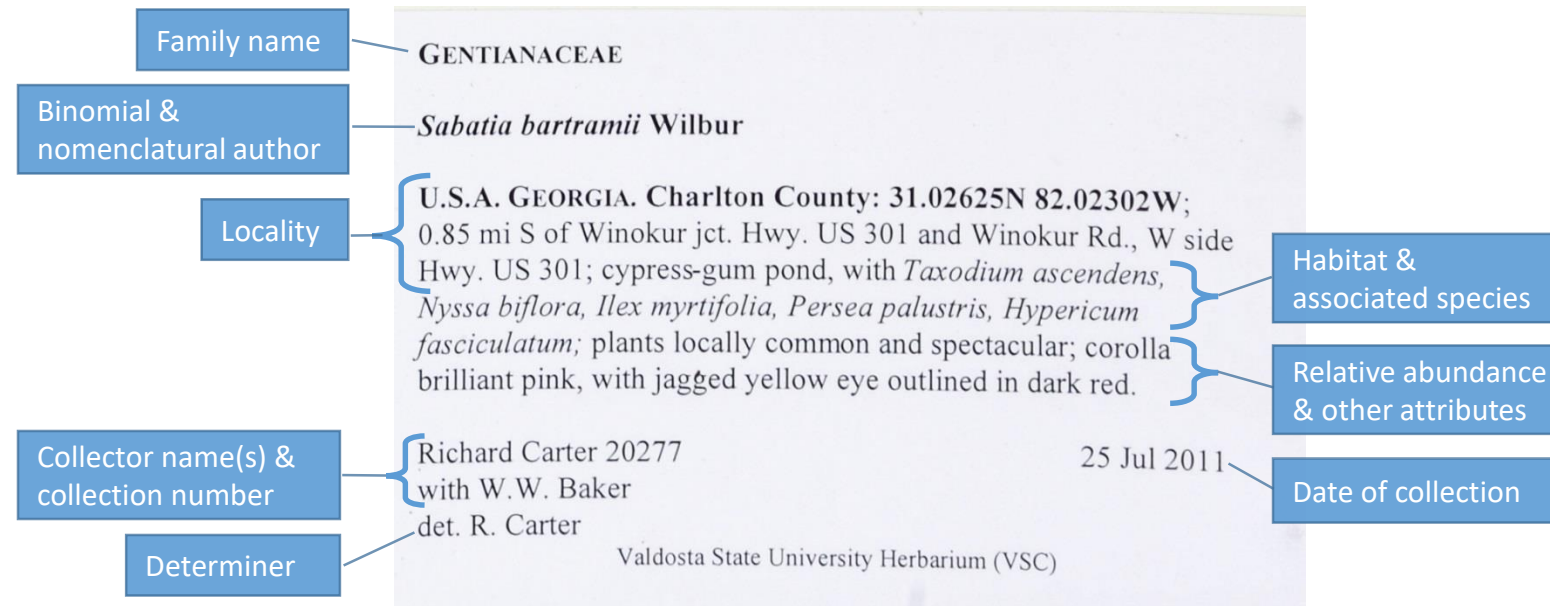 Family name
GENTIANACEAE
Binomial &
nomenclatural author
Sabatia bartramii Wilbur
Locality
U.S.A. GEORGIA. Charlton County: 31.02625N 82.02302W;
0.85 mi S of Winokur jct. Hwy. US 301 and Winokur Rd., W side
Hwy. US 301; cypress-gum pond, with Taxodium ascendens,
Nyssa biflora, Ilex myrtifolia, Persea palustris, Hypericum
fasciculatum; plants locally common and spectacular; corolla
brilliant pink, with jagged yellow eye outlined in dark red.
Habitat &
associated species
Relative abundance
& other attributes
Collector name(s) &
collection number
Richard Carter 20277
with W.W. Baker
25 Jul 2011
Date of collection
Determiner
det. R. Carter
Valdosta State University Herbarium (VSC)